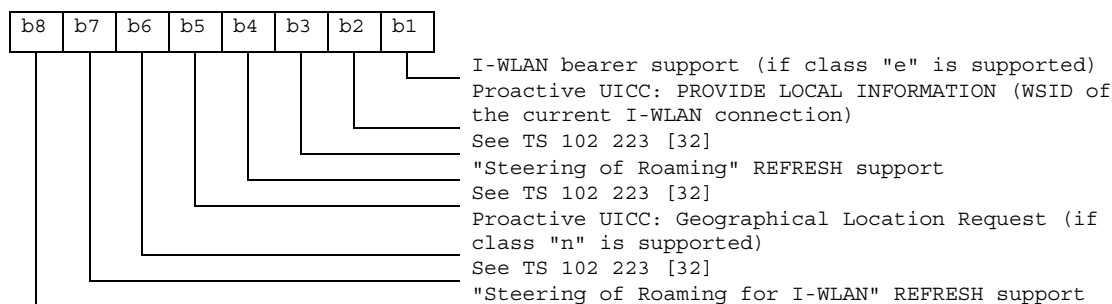 b8 b7 b6 b5 b4 b3 b2 b1
I-WLAN bearer support (if class "e" is supported)
Proactive UICC: PROVIDE LOCAL INFORMATION (WSID of
the current I-WLAN connection)
See TS 102 223 [32]
"Steering of Roaming" REFRESH support
See TS 102 223 [32]
Proactive UICC: Geographical Location Request (if
class "n" is supported)
See TS 102 223 [32]
"Steering of Roaming for I-WLAN" REFRESH support